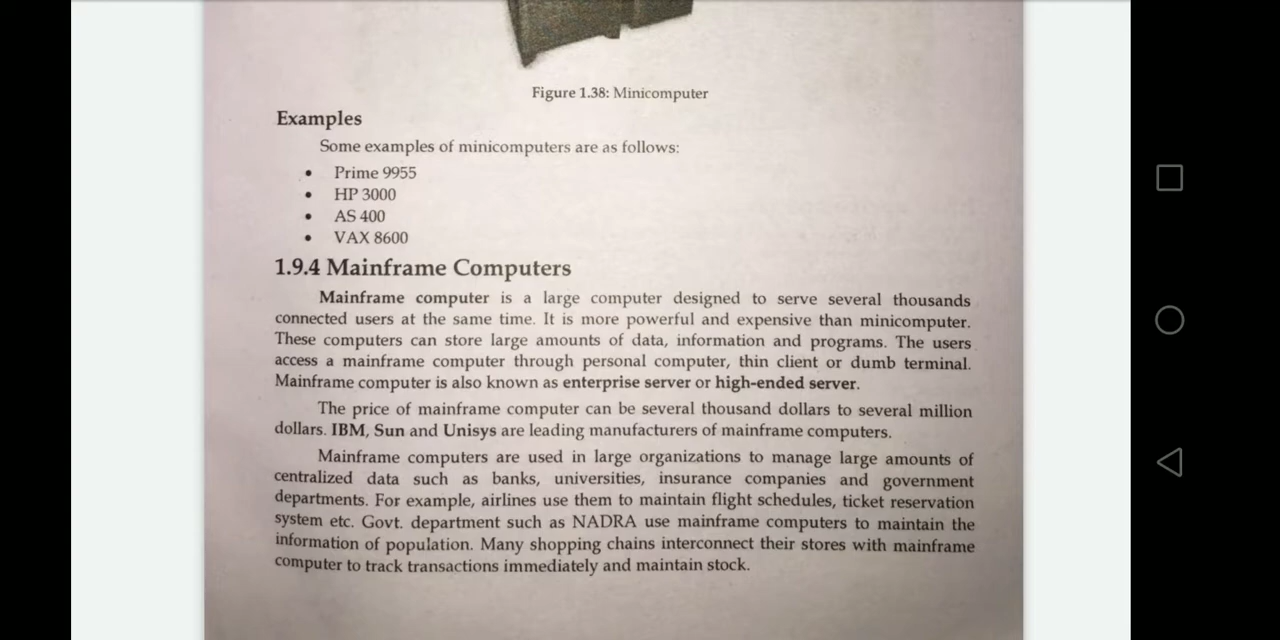 Figure 1.38: Minicomputer
Examples
Some examples of minicomputers are as follows:
• Prime 9955
• HP 3000
• AS 400
• VAX 8600
1.9.4 Mainframe Computers
Mainframe computer is a large computer designed to serve several thousands
connected users at the same time. It is more powerful and expensive than minicomputer.
These computers can store large amounts of data, information and programs. The users
access a mainframe computer through personal computer, thin client or dumb terminal.
Mainframe computer is also known as enterprise server or high-ended server.
The price of mainframe computer can be several thousand dollars to several million
dollars. IBM, Sun and Unisys are leading manufacturers of mainframe computers.
Mainframe computers are used in large organizations to manage large amounts of
centralized data such as banks, universities, insurance companies and government
departments. For example, airlines use them to maintain flight schedules, ticket reservation
system etc. Govt. department such as NADRA use mainframe computers to maintain the
information of population. Many shopping chains interconnect their stores with mainframe
computer to track transactions immediately and maintain stock.